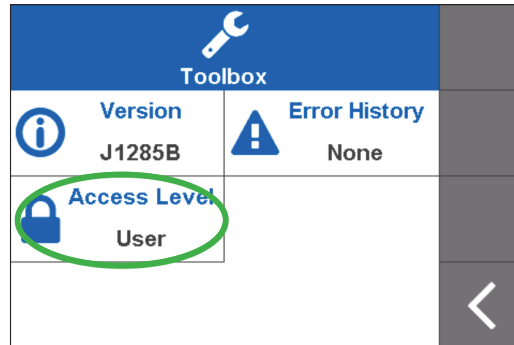 Toolbox
Version
J1285B
Error History
None
Access Level
User